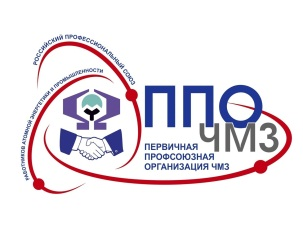 РОССИЙСКИЙ ПРОФЕССИОНАЛЬНЫЙ СОЮЗ
РАБОТНИКОВ АТОМНОЙ ЭНЕРГЕТИКИ И ПРОМЫШЛЕННОСТИ
ППО
ЧМЗ
ПЕРВИЧНАЯ
ПРОФСОЮЗНАЯ
ОРГАНИЗАЦИЯ ЧМЗ